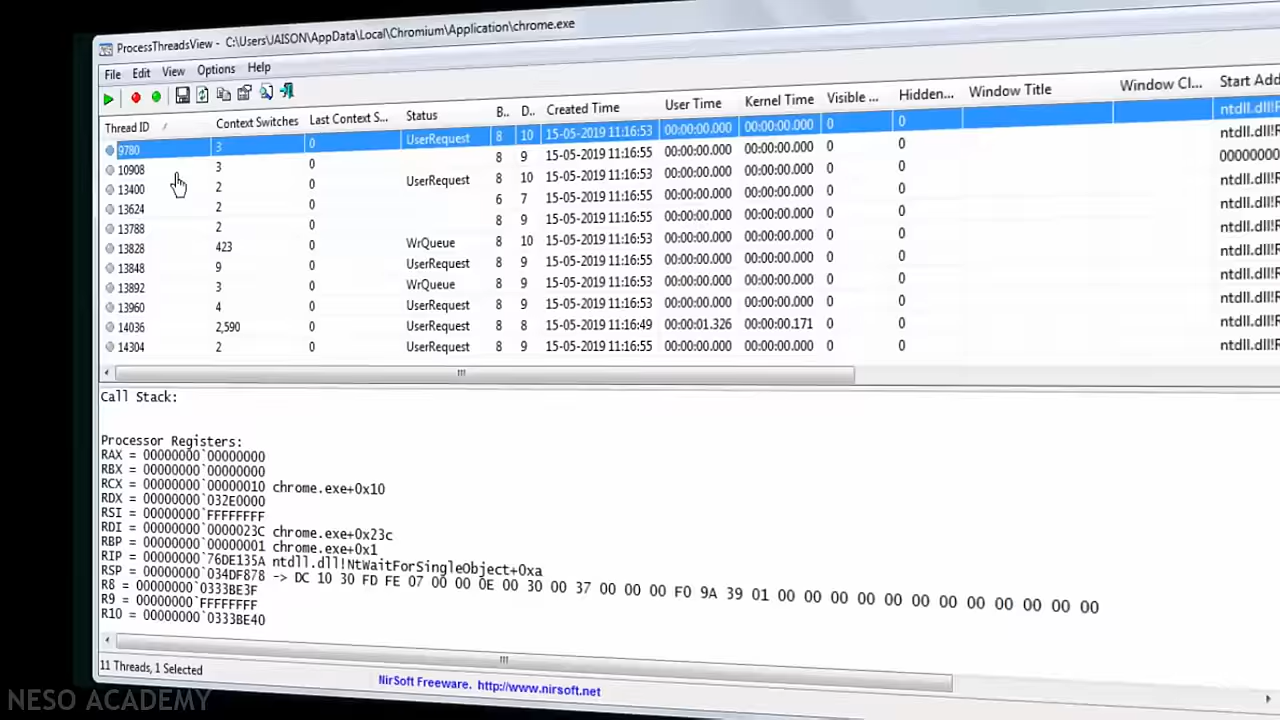 ProcessThreadsView - C:\Users\JAISON\AppData\Local\Chromium\Application\chrome.exe
File Edit View Options Help
Thread ID / Context Switches Last Context S... Status B.. D.. Created Time User Time Kernel Time Visible ... Hidden... Window Title Window Cl... Start Add
9780 3 0 UserRequest 8 10 15-05-2019 11:16:53 00:00:00.000 00:00:00.000 0 0 ntdll.dll!R
10908 3 0 8 9 15-05-2019 11:16:55 00:00:00.000 00:00:00.000 0 0 ntdll.dll!R
13400 2 0 UserRequest 8 10 15-05-2019 11:16:53 00:00:00.000 00:00:00.000 0 0 00000000
13624 2 0 6 7 15-05-2019 11:16:55 00:00:00.000 00:00:00.000 0 0 ntdll.dll!R
13788 2 0 8 9 15-05-2019 11:16:55 00:00:00.000 00:00:00.000 0 0 ntdll.dll!R
13828 423 0 WrQueue 8 10 15-05-2019 11:16:53 00:00:00.000 00:00:00.000 0 0 ntdll.dll!R
13848 9 0 UserRequest 8 9 15-05-2019 11:16:55 00:00:00.000 00:00:00.000 0 0 ntdll.dll!R
13892 3 0 WrQueue 8 9 15-05-2019 11:16:53 00:00:00.000 00:00:00.000 0 0 ntdll.dll!R
13960 4 0 UserRequest 8 9 15-05-2019 11:16:53 00:00:00.000 00:00:00.000 0 0 ntdll.dll!R
14036 2,590 0 UserRequest 8 8 15-05-2019 11:16:49 00:00:01.326 00:00:00.171 0 0 ntdll.dll!R
14304 2 0 UserRequest 8 9 15-05-2019 11:16:55 00:00:00.000 00:00:00.000 0 0 ntdll.dll!R
Call Stack:
Processor Registers:
RAX = 00000000`00000000
RBX = 00000000`00000000
RCX = 00000000`00000010 chrome.exe+0x10
RDX = 00000000`032E0000
RSI = 00000000`FFFFFFFF
RDI = 00000000`0000023C chrome.exe+0x23c
RBP = 00000000`00000001 chrome.exe+0x1
RIP = 00000000`76DE135A ntdll.dll!NtWaitForSingleObject+0xa
RSP = 00000000`034DF878 -> DC 10 30 FD FE 07 00 00 0E 00 30 00 37 00 00 00 F0 9A 39 01 00 00 00 00 00 00 00 00 00 00 00 00
R8 = 00000000`0333BE3F
R9 = 00000000`FFFFFFFF
R10 = 00000000`0333BE40
11 Threads, 1 Selected
NirSoft Freeware. http://www.nirsoft.net
NESO ACADEMY